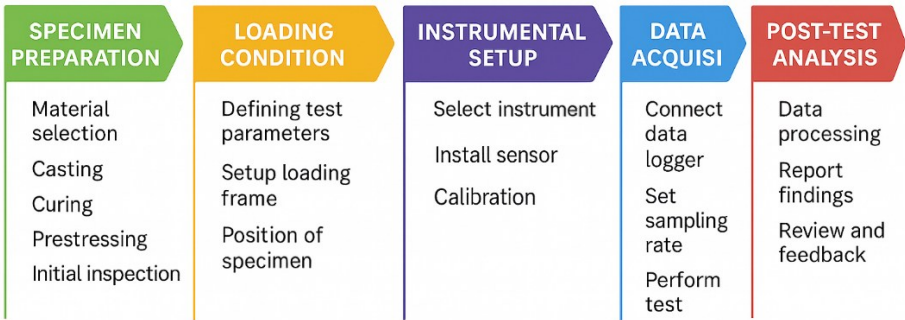 SPECIMEN
PREPARATION
Material
selection
Casting
Curing
Prestressing
Initial inspection
LOADING
CONDITION
Defining test
parameters
Setup loading
frame
Position of
specimen
INSTRUMENTAL
SETUP
Select instrument
Install sensor
Calibration
DATA
ACQUISI
Connect
data
logger
Set
sampling
rate
Perform
test
POST-TEST
ANALYSIS
Data
processing
Report
findings
Review and
feedback